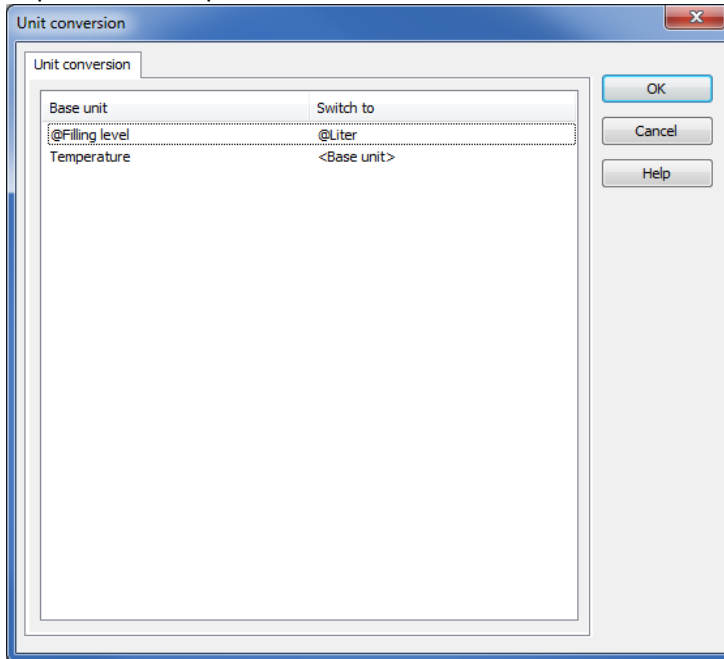 Unit conversion
Unit conversion
Base unit Switch to
@Filling level @Liter
Temperature <Base unit>
OK
Cancel
Help